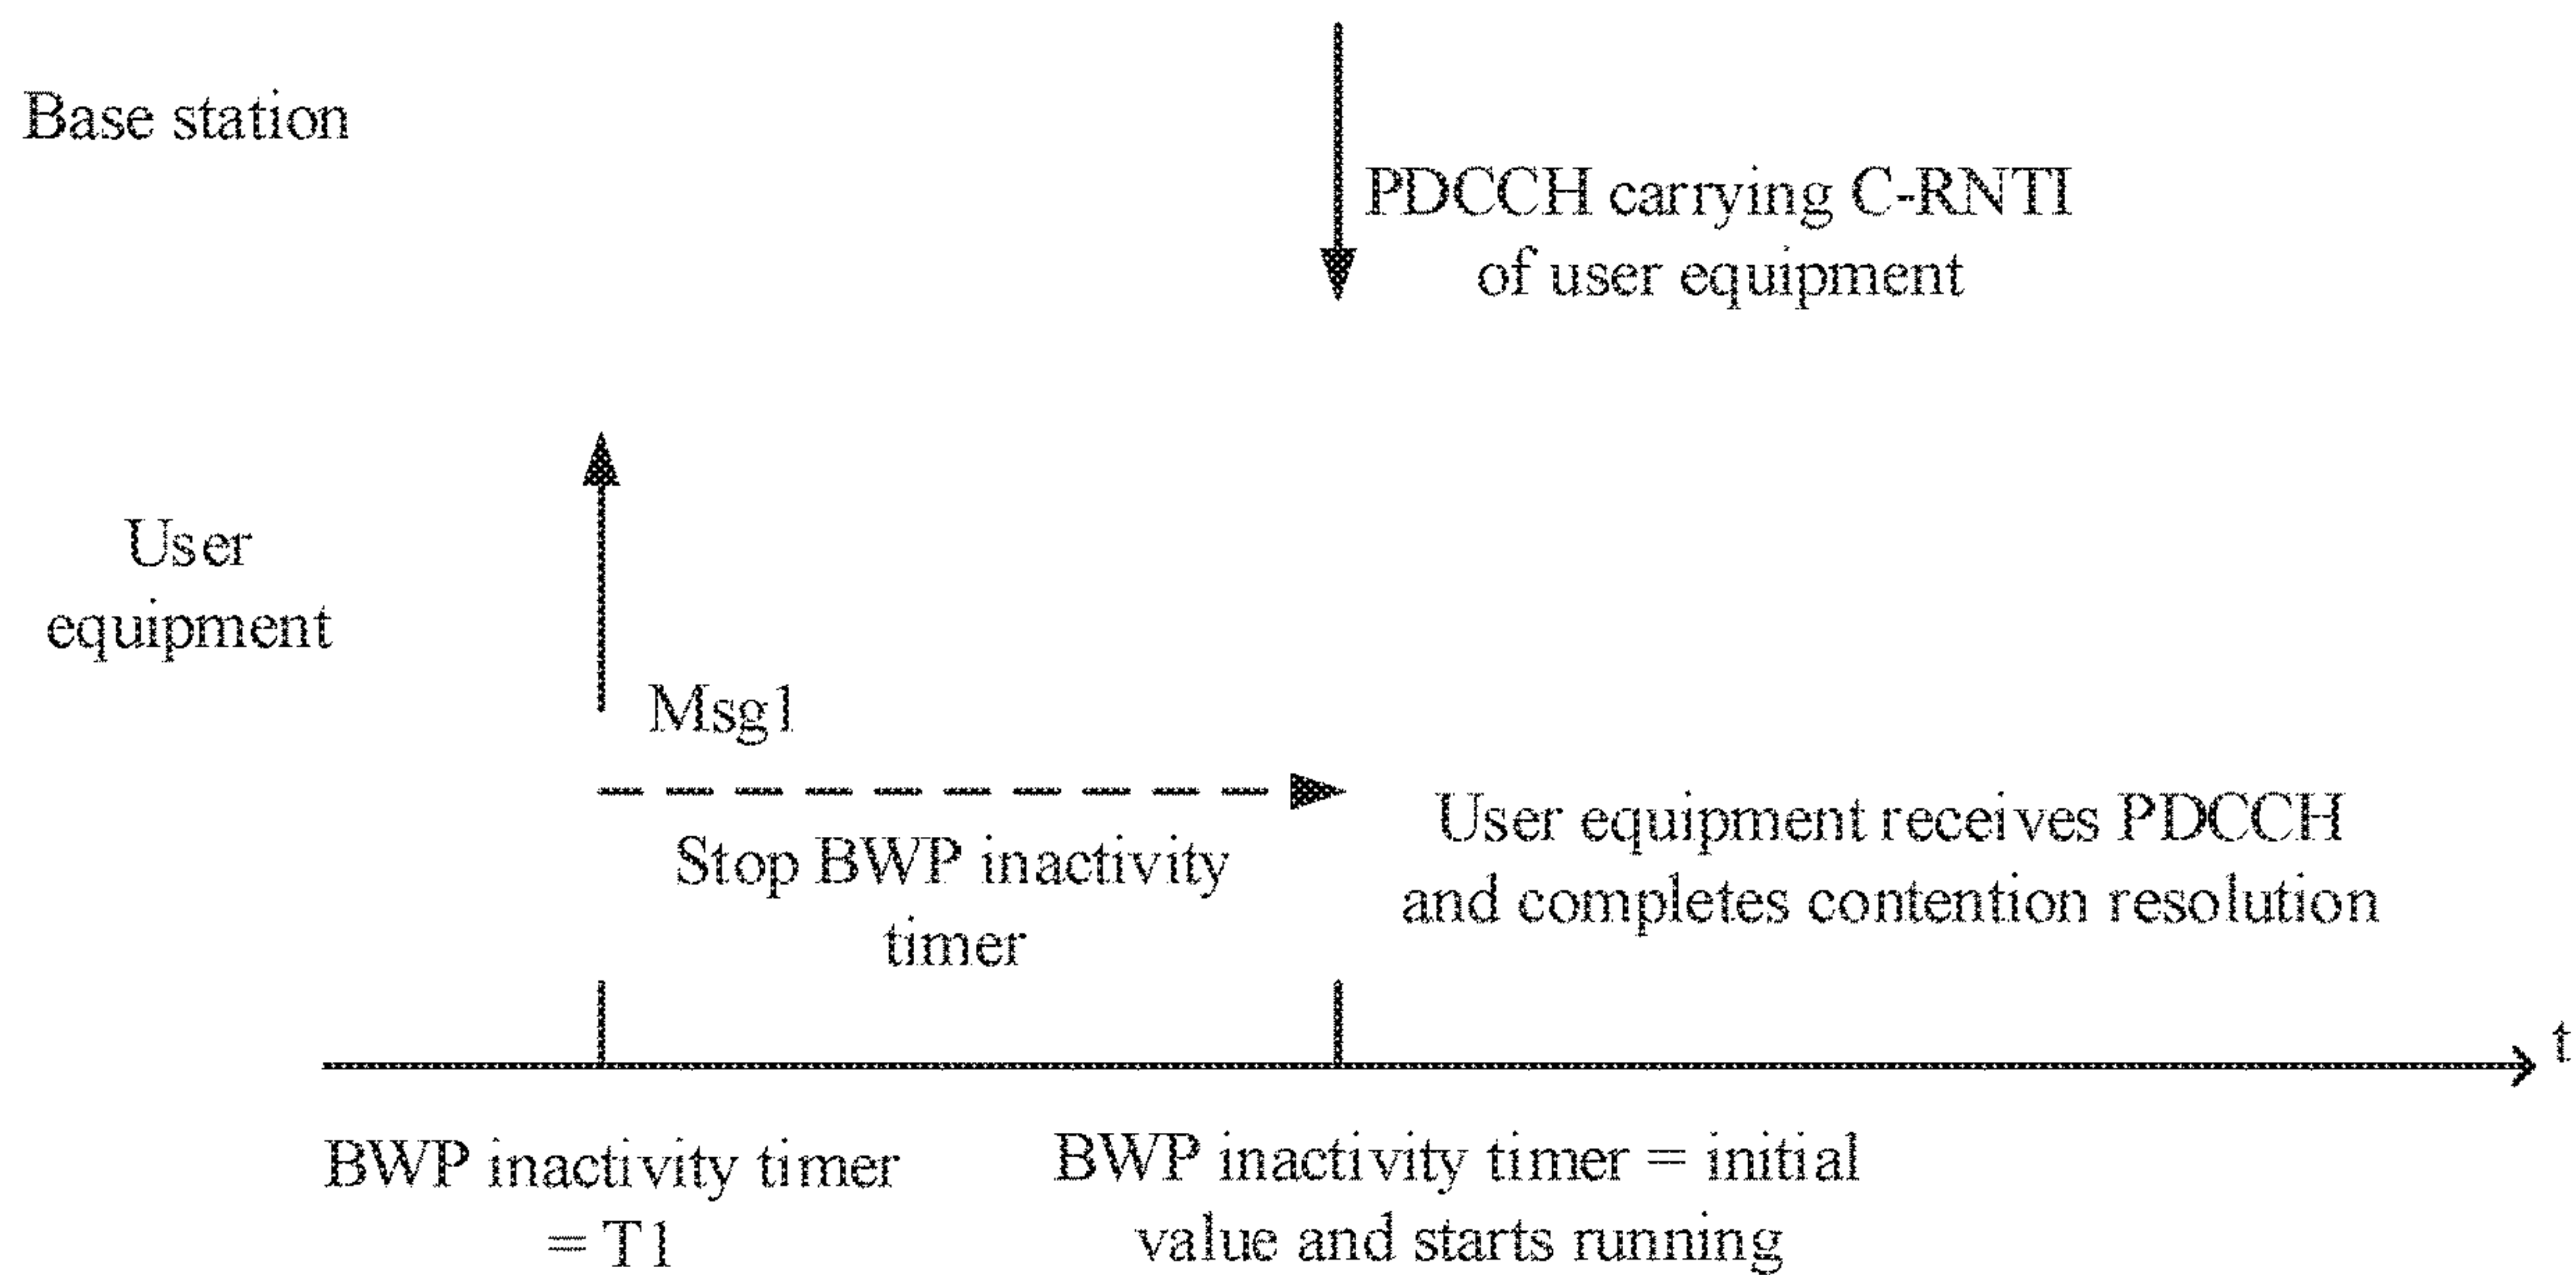 Base station
PDCCH carrying C-RNTI
of user equipment
User
equipment
Msg1
Stop BWP inactivity
timer
User equipment receives PDCCH
and completes contention resolution
t
BWP inactivity timer
= T1
BWP inactivity timer = initial
value and starts running